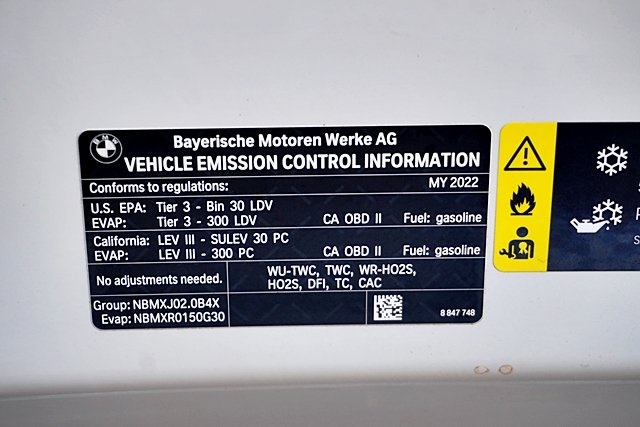 BMW
Bayerische Motoren Werke AG
VEHICLE EMISSION CONTROL INFORMATION
Conforms to regulations: MY 2022
U.S. EPA: Tier 3 - Bin 30 LDV
EVAP: Tier 3 - 300 LDV CA OBD II Fuel: gasoline
California: LEV III - SULEV 30 PC
EVAP: LEV III - 300 PC CA OBD II Fuel: gasoline
No adjustments needed.
WU-TWC, TWC, WR-HO2S,
HO2S, DFI, TC, CAC
Group: NBMXJ02.0B4X
Evap: NBMXR0150G30
8 847 748